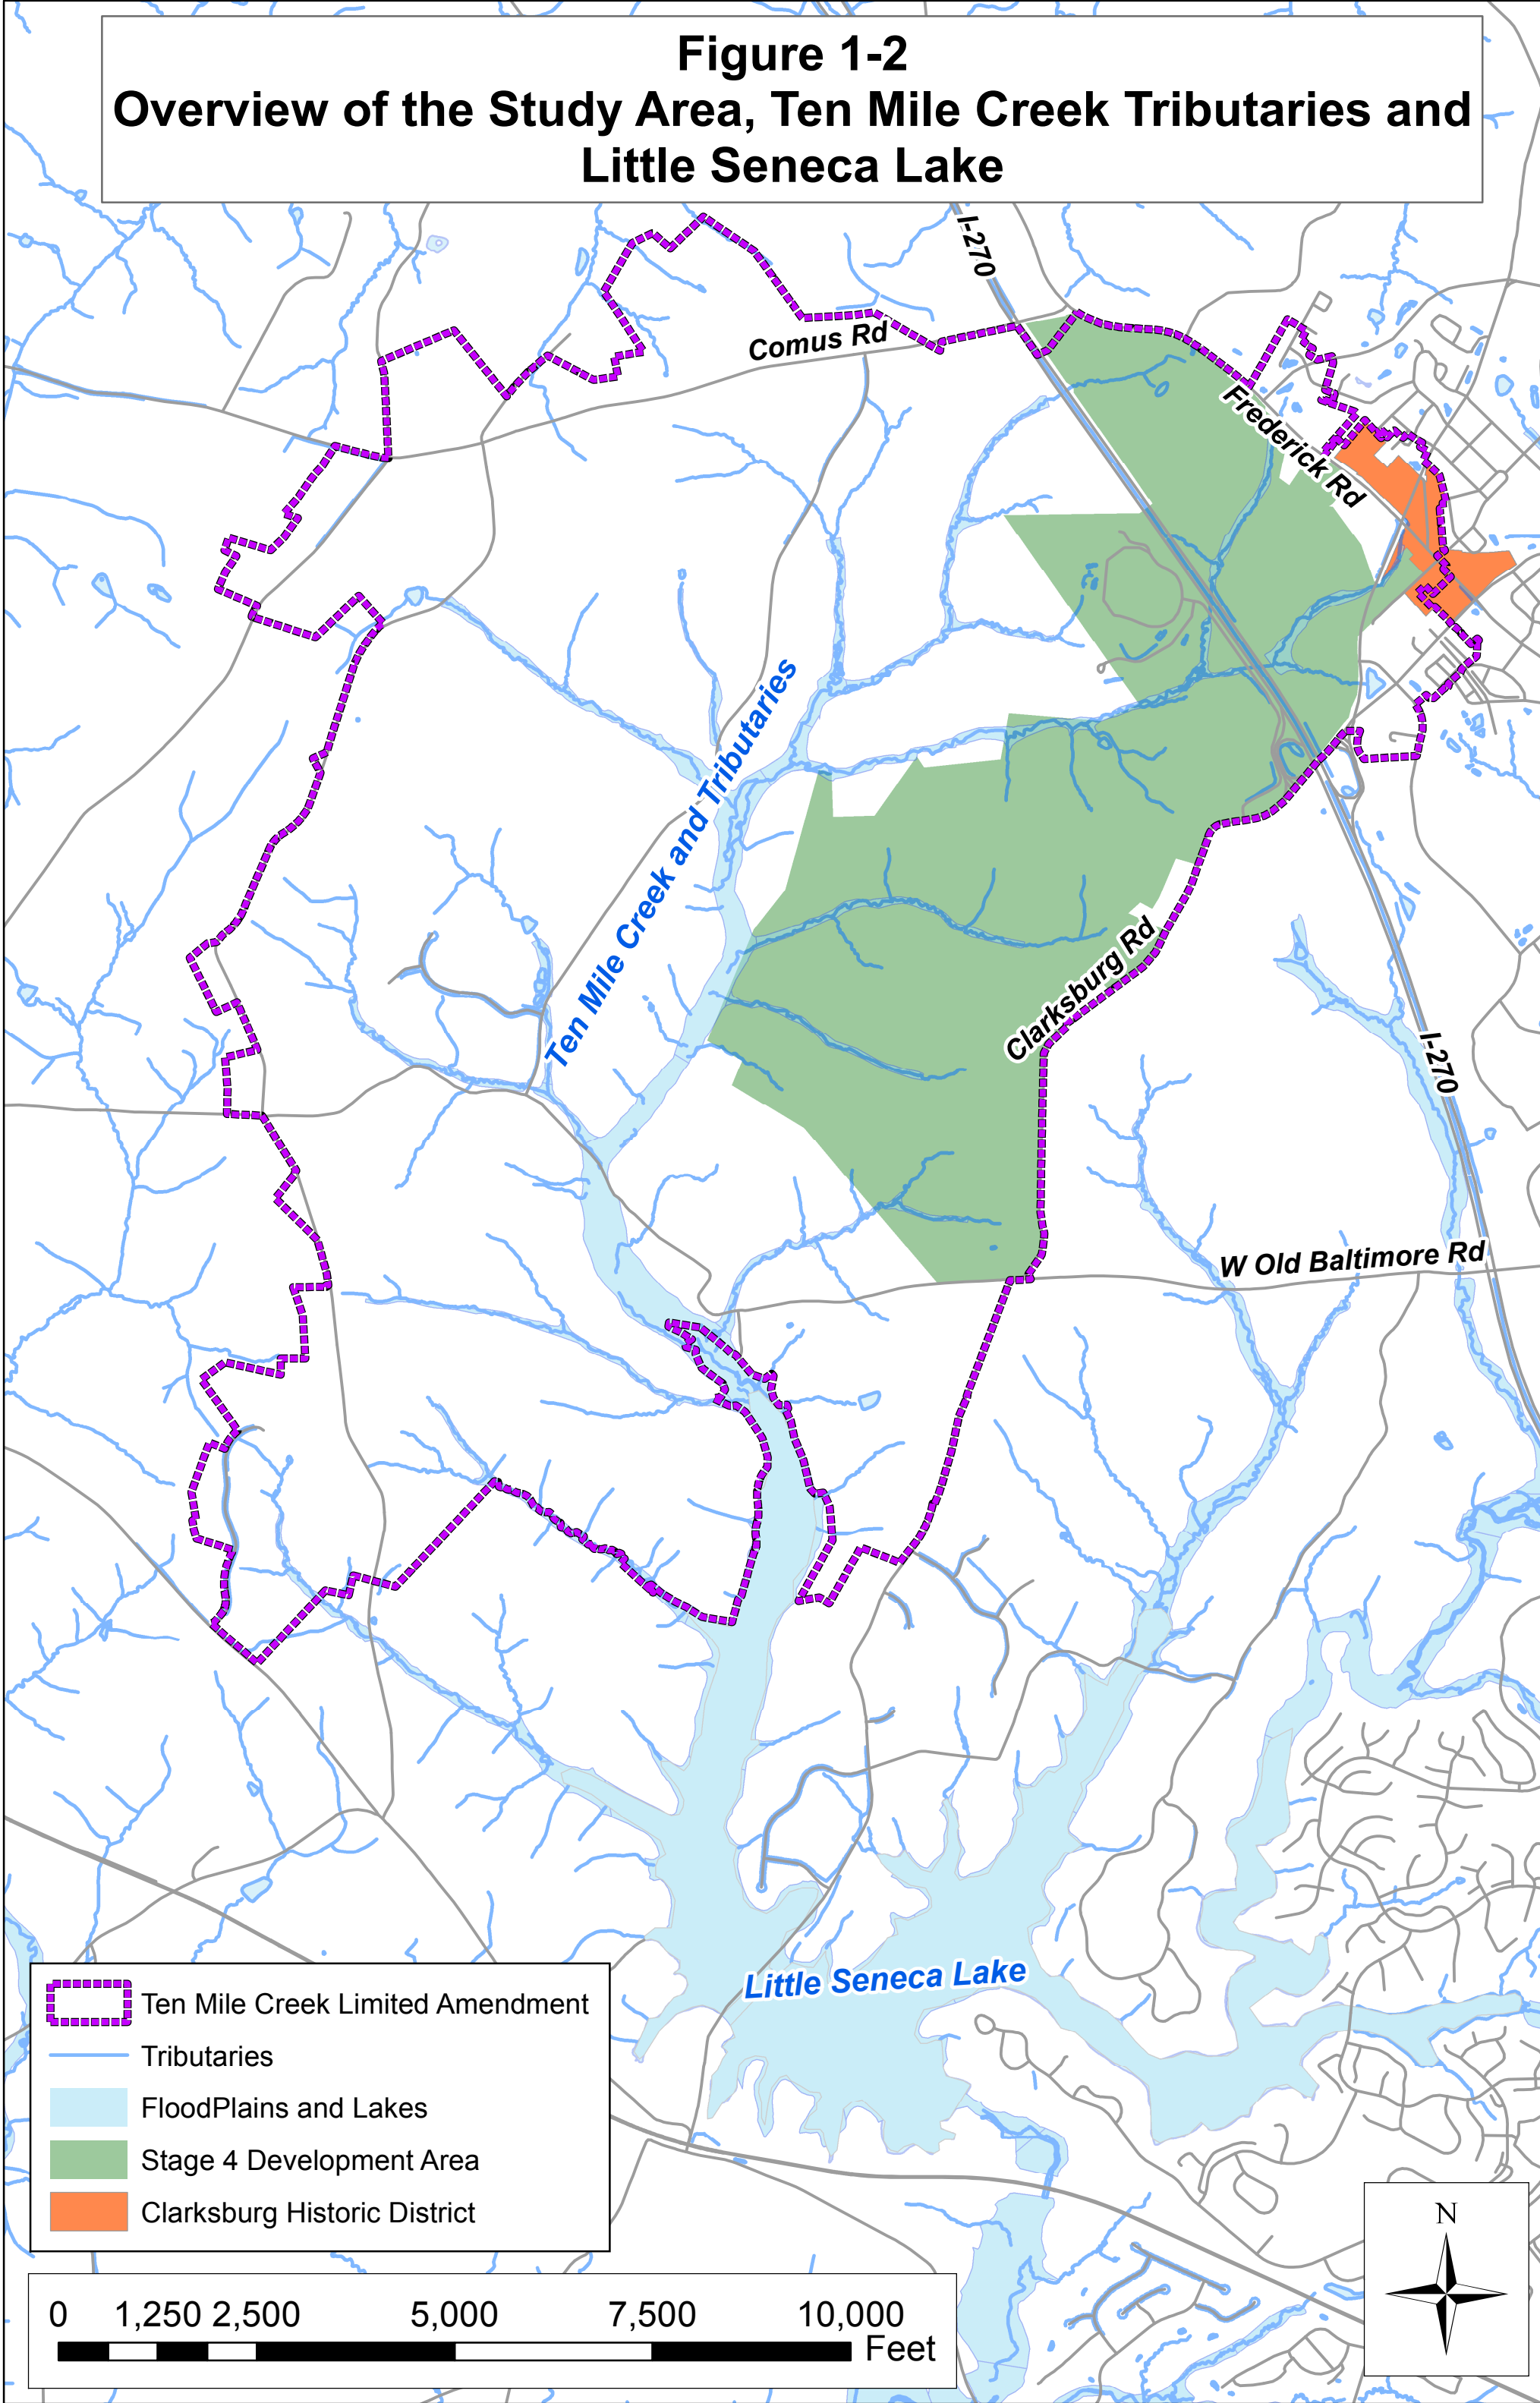 Figure 1-2
Overview of the Study Area, Ten Mile Creek Tributaries and
Little Seneca Lake
I-270
Comus Rd
Frederick Rd
Ten Mile Creek and Tributaries
Clarksburg Rd
I-270
W Old Baltimore Rd
Little Seneca Lake
Ten Mile Creek Limited Amendment
Tributaries
FloodPlains and Lakes
Stage 4 Development Area
Clarksburg Historic District
N
0 1,250 2,500 5,000 7,500 10,000
Feet